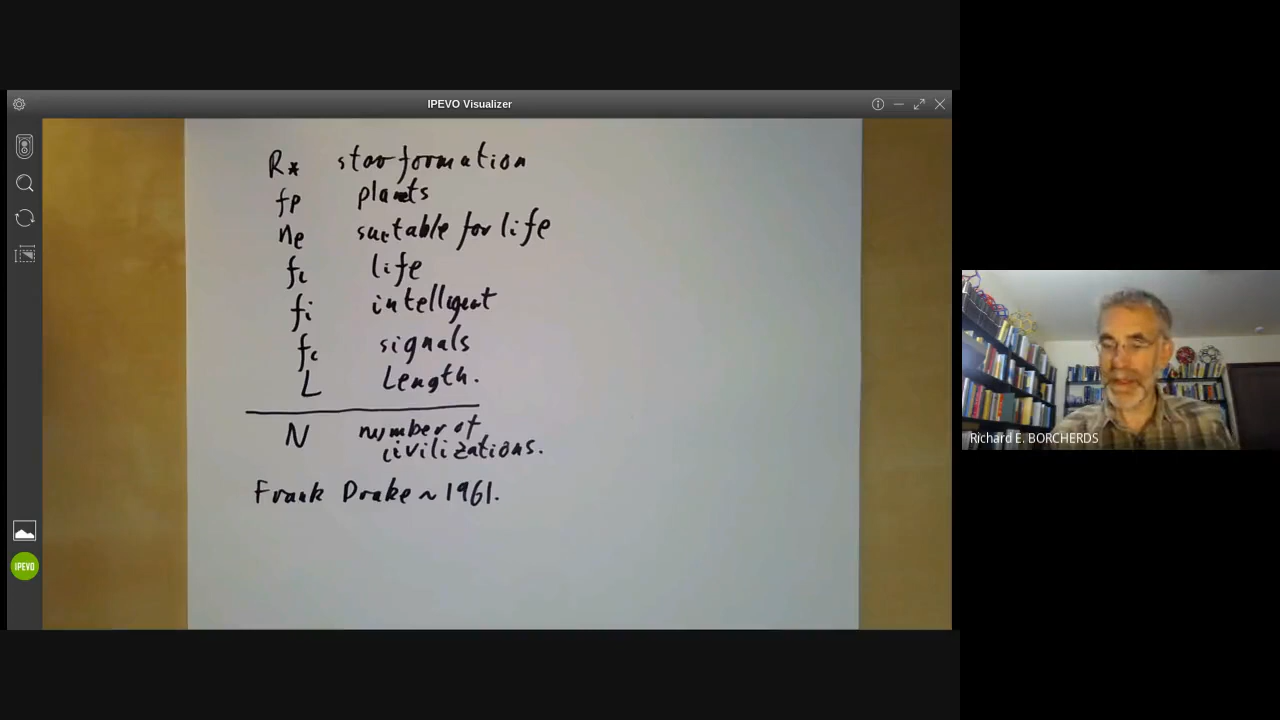 IPEVO Visualizer
R* star formation
fp planets
ne suitable for life
fl life
fi intelligent
fc signals
L Length.
N number of
civilizations.
Frank Drake ~ 1961.
IPEVO
Richard E. BORCHERDS